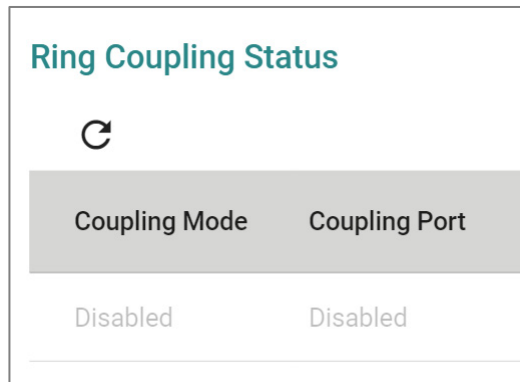 Ring Coupling Status
Coupling Mode Coupling Port
Disabled Disabled